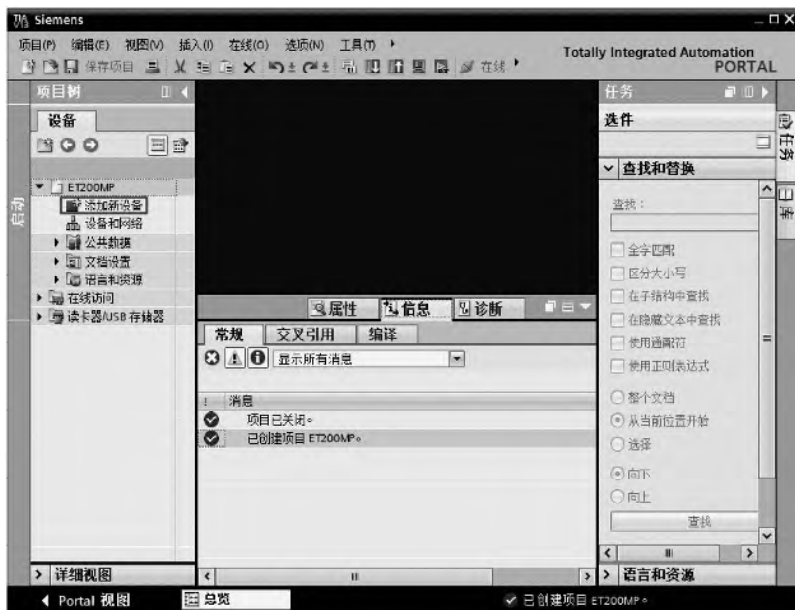 Siemens
项目(P) 编辑(E) 视图(V) 插入(I) 在线(O) 选项(N) 工具(T)
Totally Integrated Automation
PORTAL
保存项目
在线
项目树
设备
ET200MP
添加新设备
设备和网络
公共数据
文档设置
语言和资源
在线访问
读卡器/USB 存储器
详细视图
启动
属性 信息 诊断
常规 交叉引用 编译
显示所有消息
! 消息
项目已关闭。
已创建项目 ET200MP。
任务
选件
查找和替换
查找：
全字匹配
区分大小写
在子结构中查找
在隐藏文本中查找
使用通配符
使用正则表达式
整个文档
从当前位置开始
选择
向下
向上
查找
语言和资源
任务
库
Portal 视图
总览
已创建项目 ET200MP。